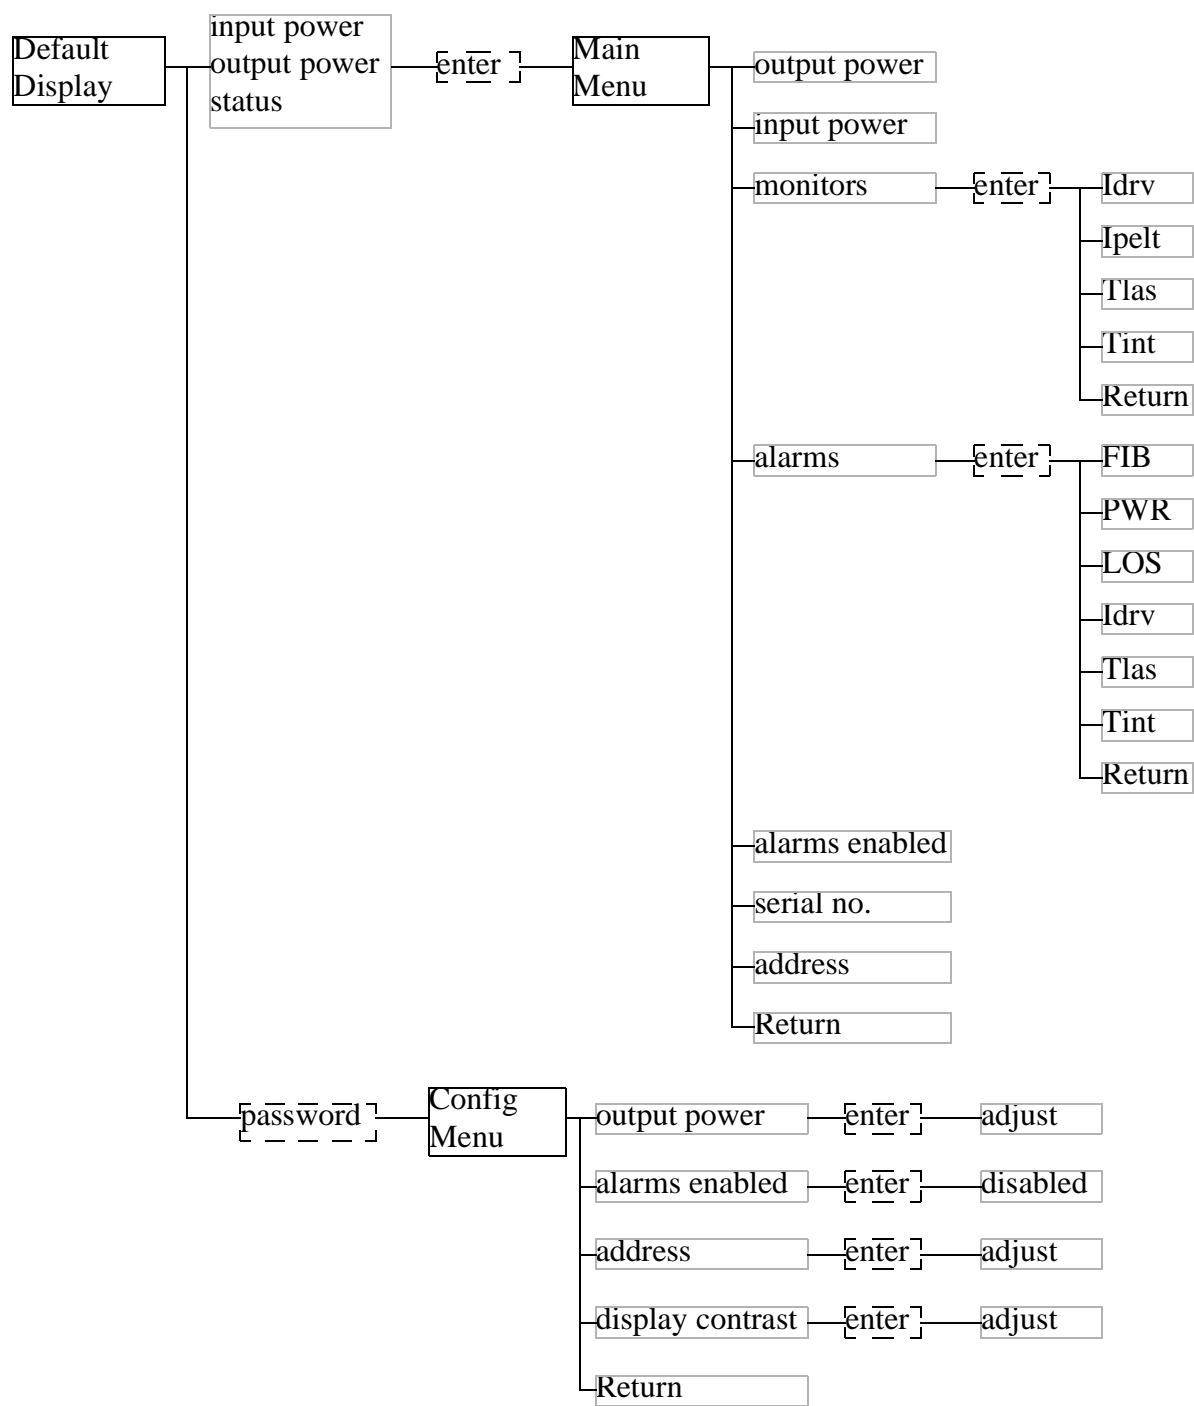 Default
Display
input power
output power
status
enter
Main
Menu
output power
input power
monitors
enter
Idrv
Ipelt
Tlas
Tint
Return
alarms
enter
FIB
PWR
LOS
Idrv
Tlas
Tint
Return
alarms enabled
serial no.
address
Return
password
Config
Menu
output power
enter
adjust
alarms enabled
enter
disabled
address
enter
adjust
display contrast
enter
adjust
Return